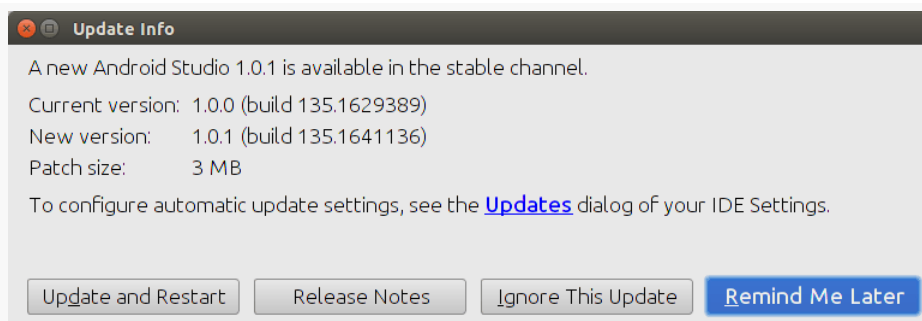 Update Info
A new Android Studio 1.0.1 is available in the stable channel.
Current version: 1.0.0 (build 135.1629389)
New version: 1.0.1 (build 135.1641136)
Patch size: 3 MB
To configure automatic update settings, see the Updates dialog of your IDE Settings.
Update and Restart Release Notes Ignore This Update Remind Me Later